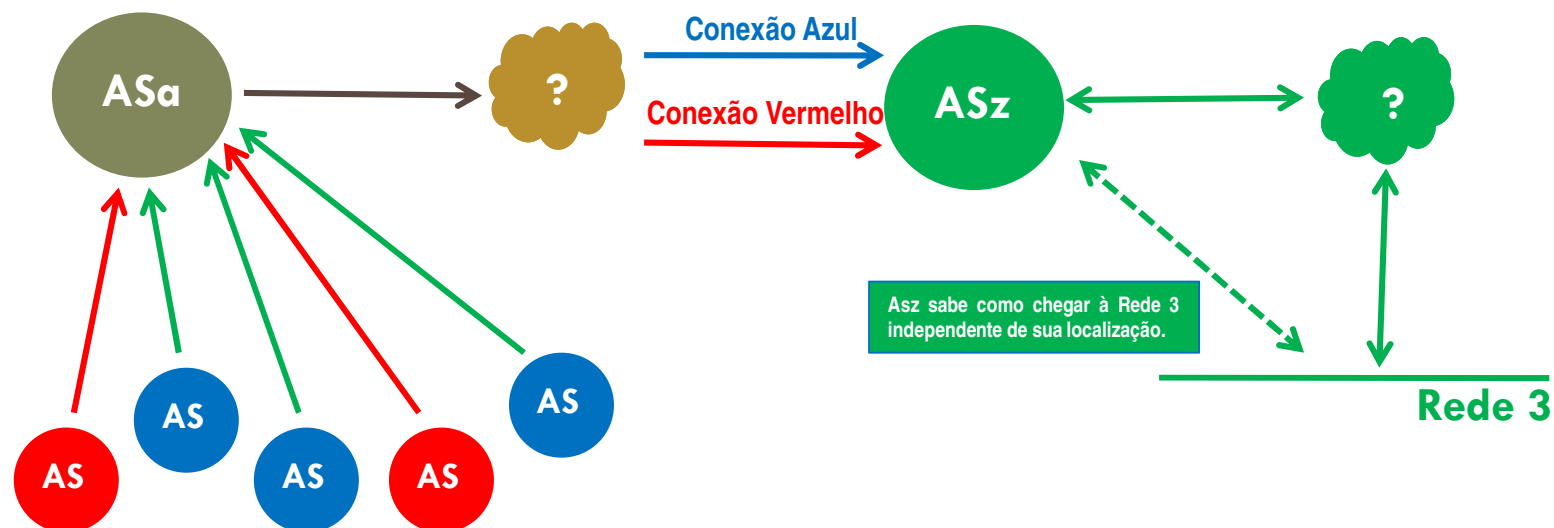 Conexão Azul
ASa
?
Conexão Vermelho
ASz
?
Asz sabe como chegar à Rede 3
independente de sua localização.
Rede 3
AS
AS
AS
AS
AS